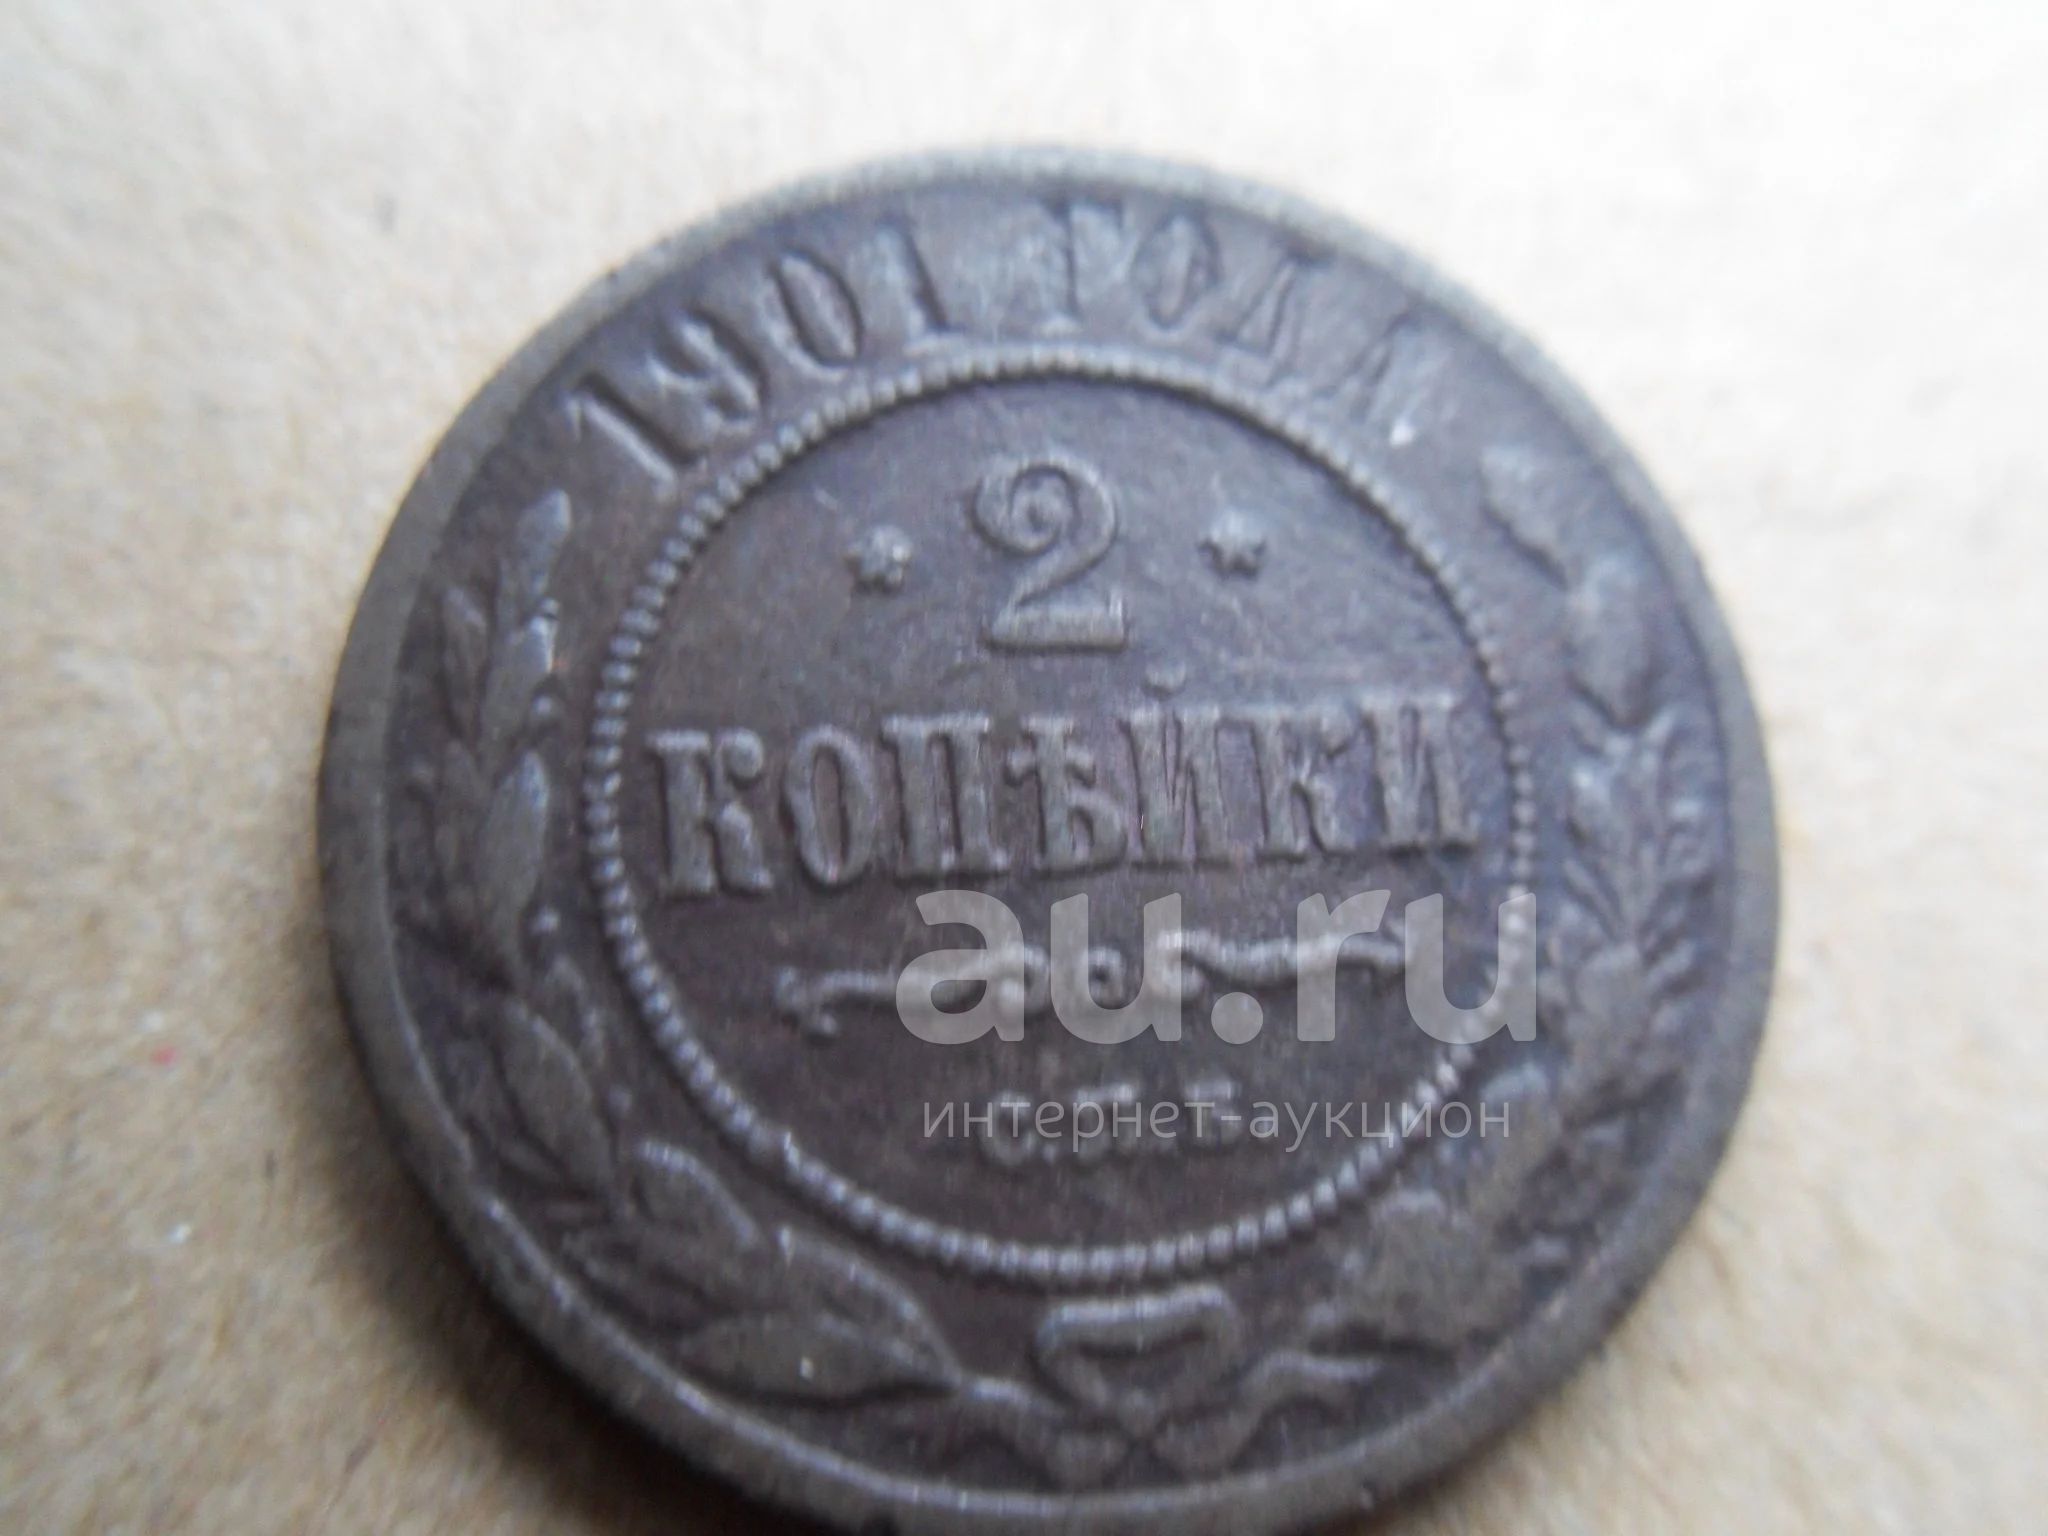 1901 ГОДА
2
КОПѢЙКИ
au.ru
С.П.Б.
интернет-аукцион